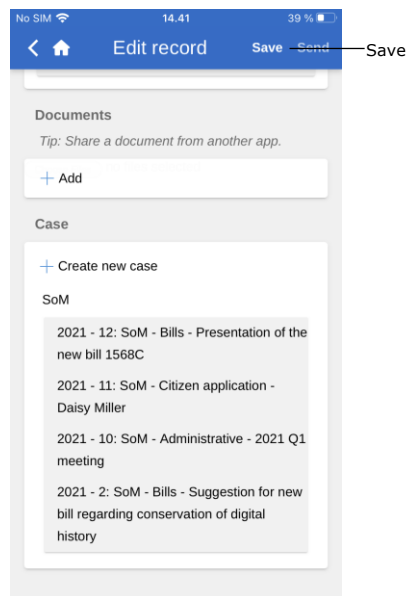 No SIM 14.41 39 %
Edit record Save Send Save
Documents
Tip: Share a document from another app.
+ Add
Case
+ Create new case
SoM
2021 - 12: SoM - Bills - Presentation of the
new bill 1568C
2021 - 11: SoM - Citizen application -
Daisy Miller
2021 - 10: SoM - Administrative - 2021 Q1
meeting
2021 - 2: SoM - Bills - Suggestion for new
bill regarding conservation of digital
history